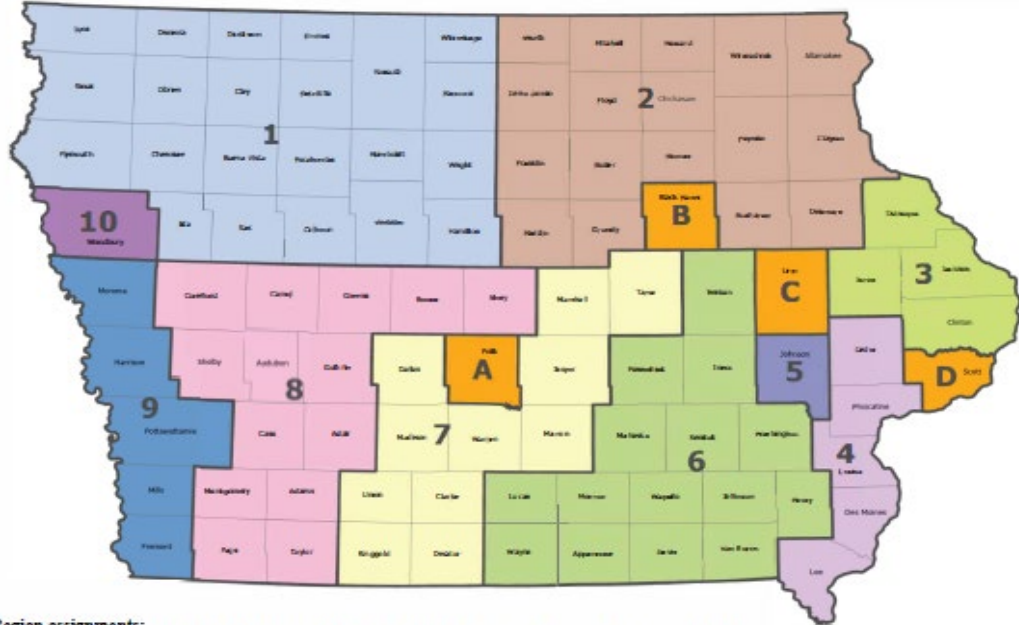 Lyon Osceola Dickinson Emmet Winnebago Worth Mitchell Howard Winneshiek Allamakee
Kossuth
Sioux OBrien Clay Palo Alto Hancock Cerro Gordo Floyd Chickasaw
2
1
Plymouth Cherokee Buena Vista Pocahontas Humboldt Wright Franklin Butler Bremer Fayette Clayton
10 Woodbury
Ida Sac Calhoun Webster Hamilton Hardin Grundy Black Hawk
B
Buchanan Delaware Dubuque
Monona Crawford Carroll Greene Boone Story Marshall Tama Benton Linn
C
Jones 3 Jackson
Clinton
Harrison Shelby Audubon Guthrie Dallas Polk
A
Jasper Poweshiek Iowa Johnson
5
Cedar
D Scott
8
9
Pottawattamie Cass Adair Madison 7 Warren Marion Mahaska Keokuk Washington Muscatine
6
4
Louisa
Mills Montgomery Adams Union Clarke Lucas Monroe Wapello Jefferson Henry Des Moines
Fremont Page Taylor Ringgold Decatur Wayne Appanoose Davis Van Buren Lee
Region assignments: